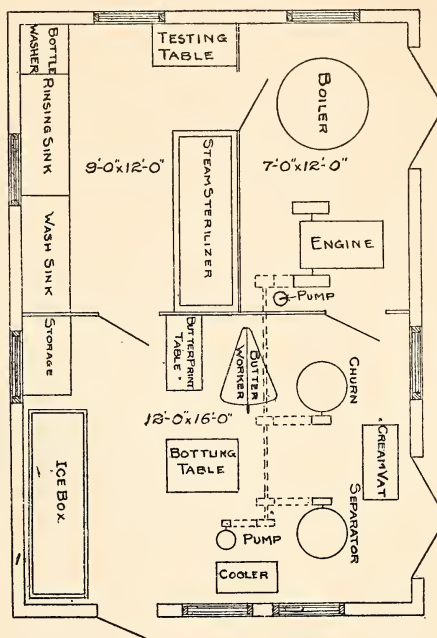 BOTTLE
WASHER
TESTING
TABLE
RINSING SINK
BOILER
9'-0"x12'-0"
7'-0"x12'-0"
STEAM STERILIZER
WASH SINK
ENGINE
PUMP
STORAGE
BUTTER PRINT
TABLE
BUTTER
WORKER
CHURN
12'-0"x16'-0"
CREAM VAT
BOTTLING
TABLE
ICE BOX
SEPARATOR
PUMP
COOLER